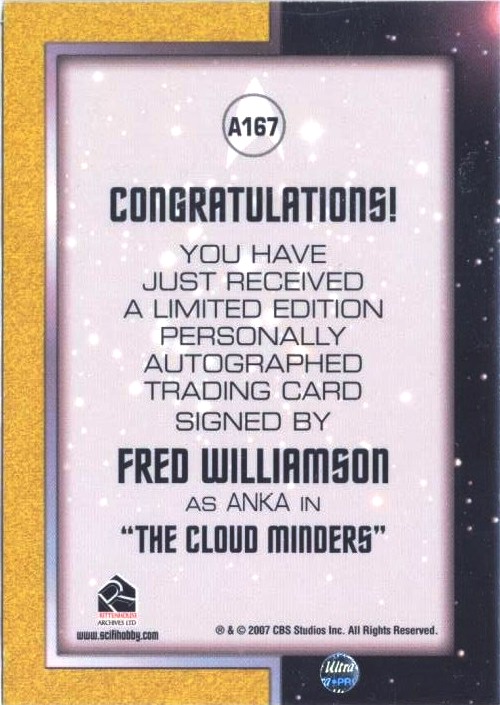 A167
CONGRATULATIONS!
YOU HAVE
JUST RECEIVED
A LIMITED EDITION
PERSONALLY
AUTOGRAPHED
TRADING CARD
SIGNED BY
FRED WILLIAMSON
AS ANKA IN
"THE CLOUD MINDERS"
RITTENHOUSE
ARCHIVES LTD
www.scifihobby.com
® & © 2007 CBS Studios Inc. All Rights Reserved.
Ultra
PRO